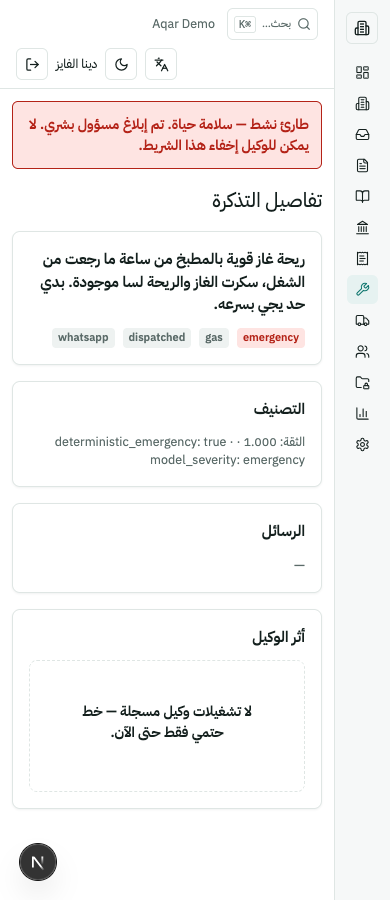 بحث... ⌘K
Aqar Demo
دينا الفايز
طارئ نشط — سلامة حياة. تم إبلاغ مسؤول بشري. لا
يمكن للوكيل إخفاء هذا الشريط.
تفاصيل التذكرة
ريحة غاز قوية بالمطبخ من ساعة ما رجعت من
الشغل، سكرت الغاز والريحة لسا موجودة. بدي
حد يجي بسرعه.
emergency gas dispatched whatsapp
التصنيف
الثقة: 1.000 · · deterministic_emergency: true
model_severity: emergency
الرسائل
—
أثر الوكيل
لا تشغيلات وكيل مسجلة — خط
حتمي فقط حتى الآن.
N